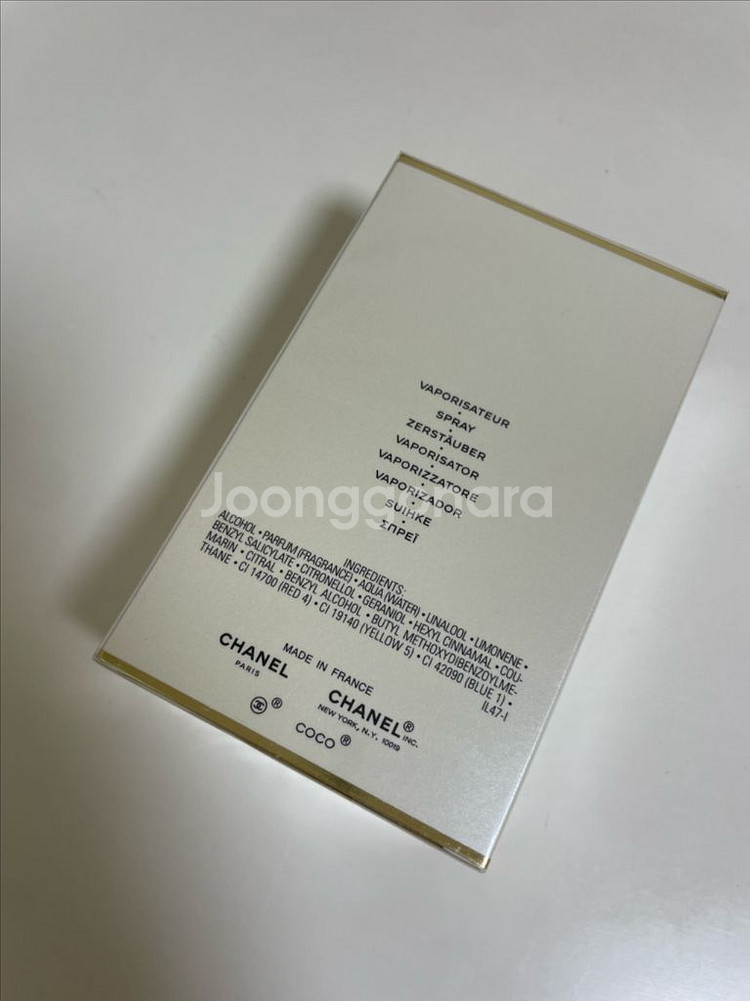 VAPORISATEUR
•
SPRAY
•
ZERSTÄUBER
•
VAPORISATOR
•
VAPORIZZATORE
•
VAPORIZADOR
•
SUIHKE
•
ΣΠΡΕΪ
Joonggonara
INGREDIENTS:
ALCOHOL • PARFUM (FRAGRANCE) • AQUA (WATER) • LINALOOL • LIMONENE •
BENZYL SALICYLATE • CITRONELLOL • GERANIOL • HEXYL CINNAMAL • COU-
MARIN • CITRAL • BENZYL ALCOHOL • BUTYL METHOXYDIBENZOYLME-
THANE • CI 14700 (RED 4) • CI 19140 (YELLOW 5) • CI 42090 (BLUE 1) •
IL47-I
MADE IN FRANCE
CHANEL
PARIS
CHANEL® INC.
NEW YORK, N.Y. 10019
®
COCO ®